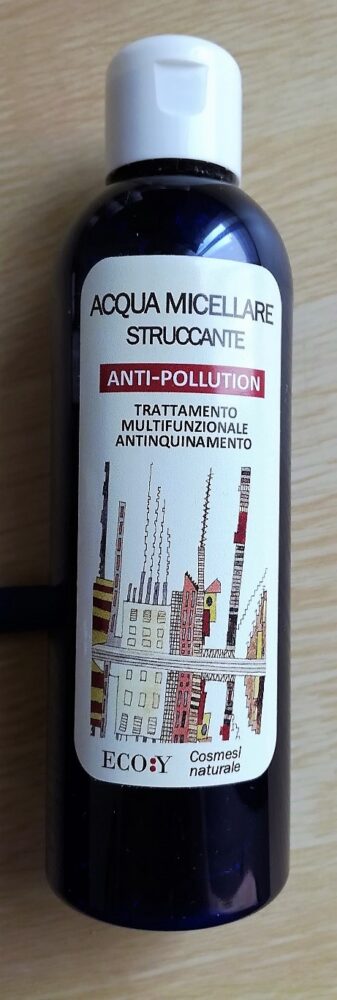 ACQUA MICELLARE
STRUCCANTE
ANTI-POLLUTION
TRATTAMENTO
MULTIFUNZIONALE
ANTINQUINAMENTO
ECO:Y
Cosmesi
naturale